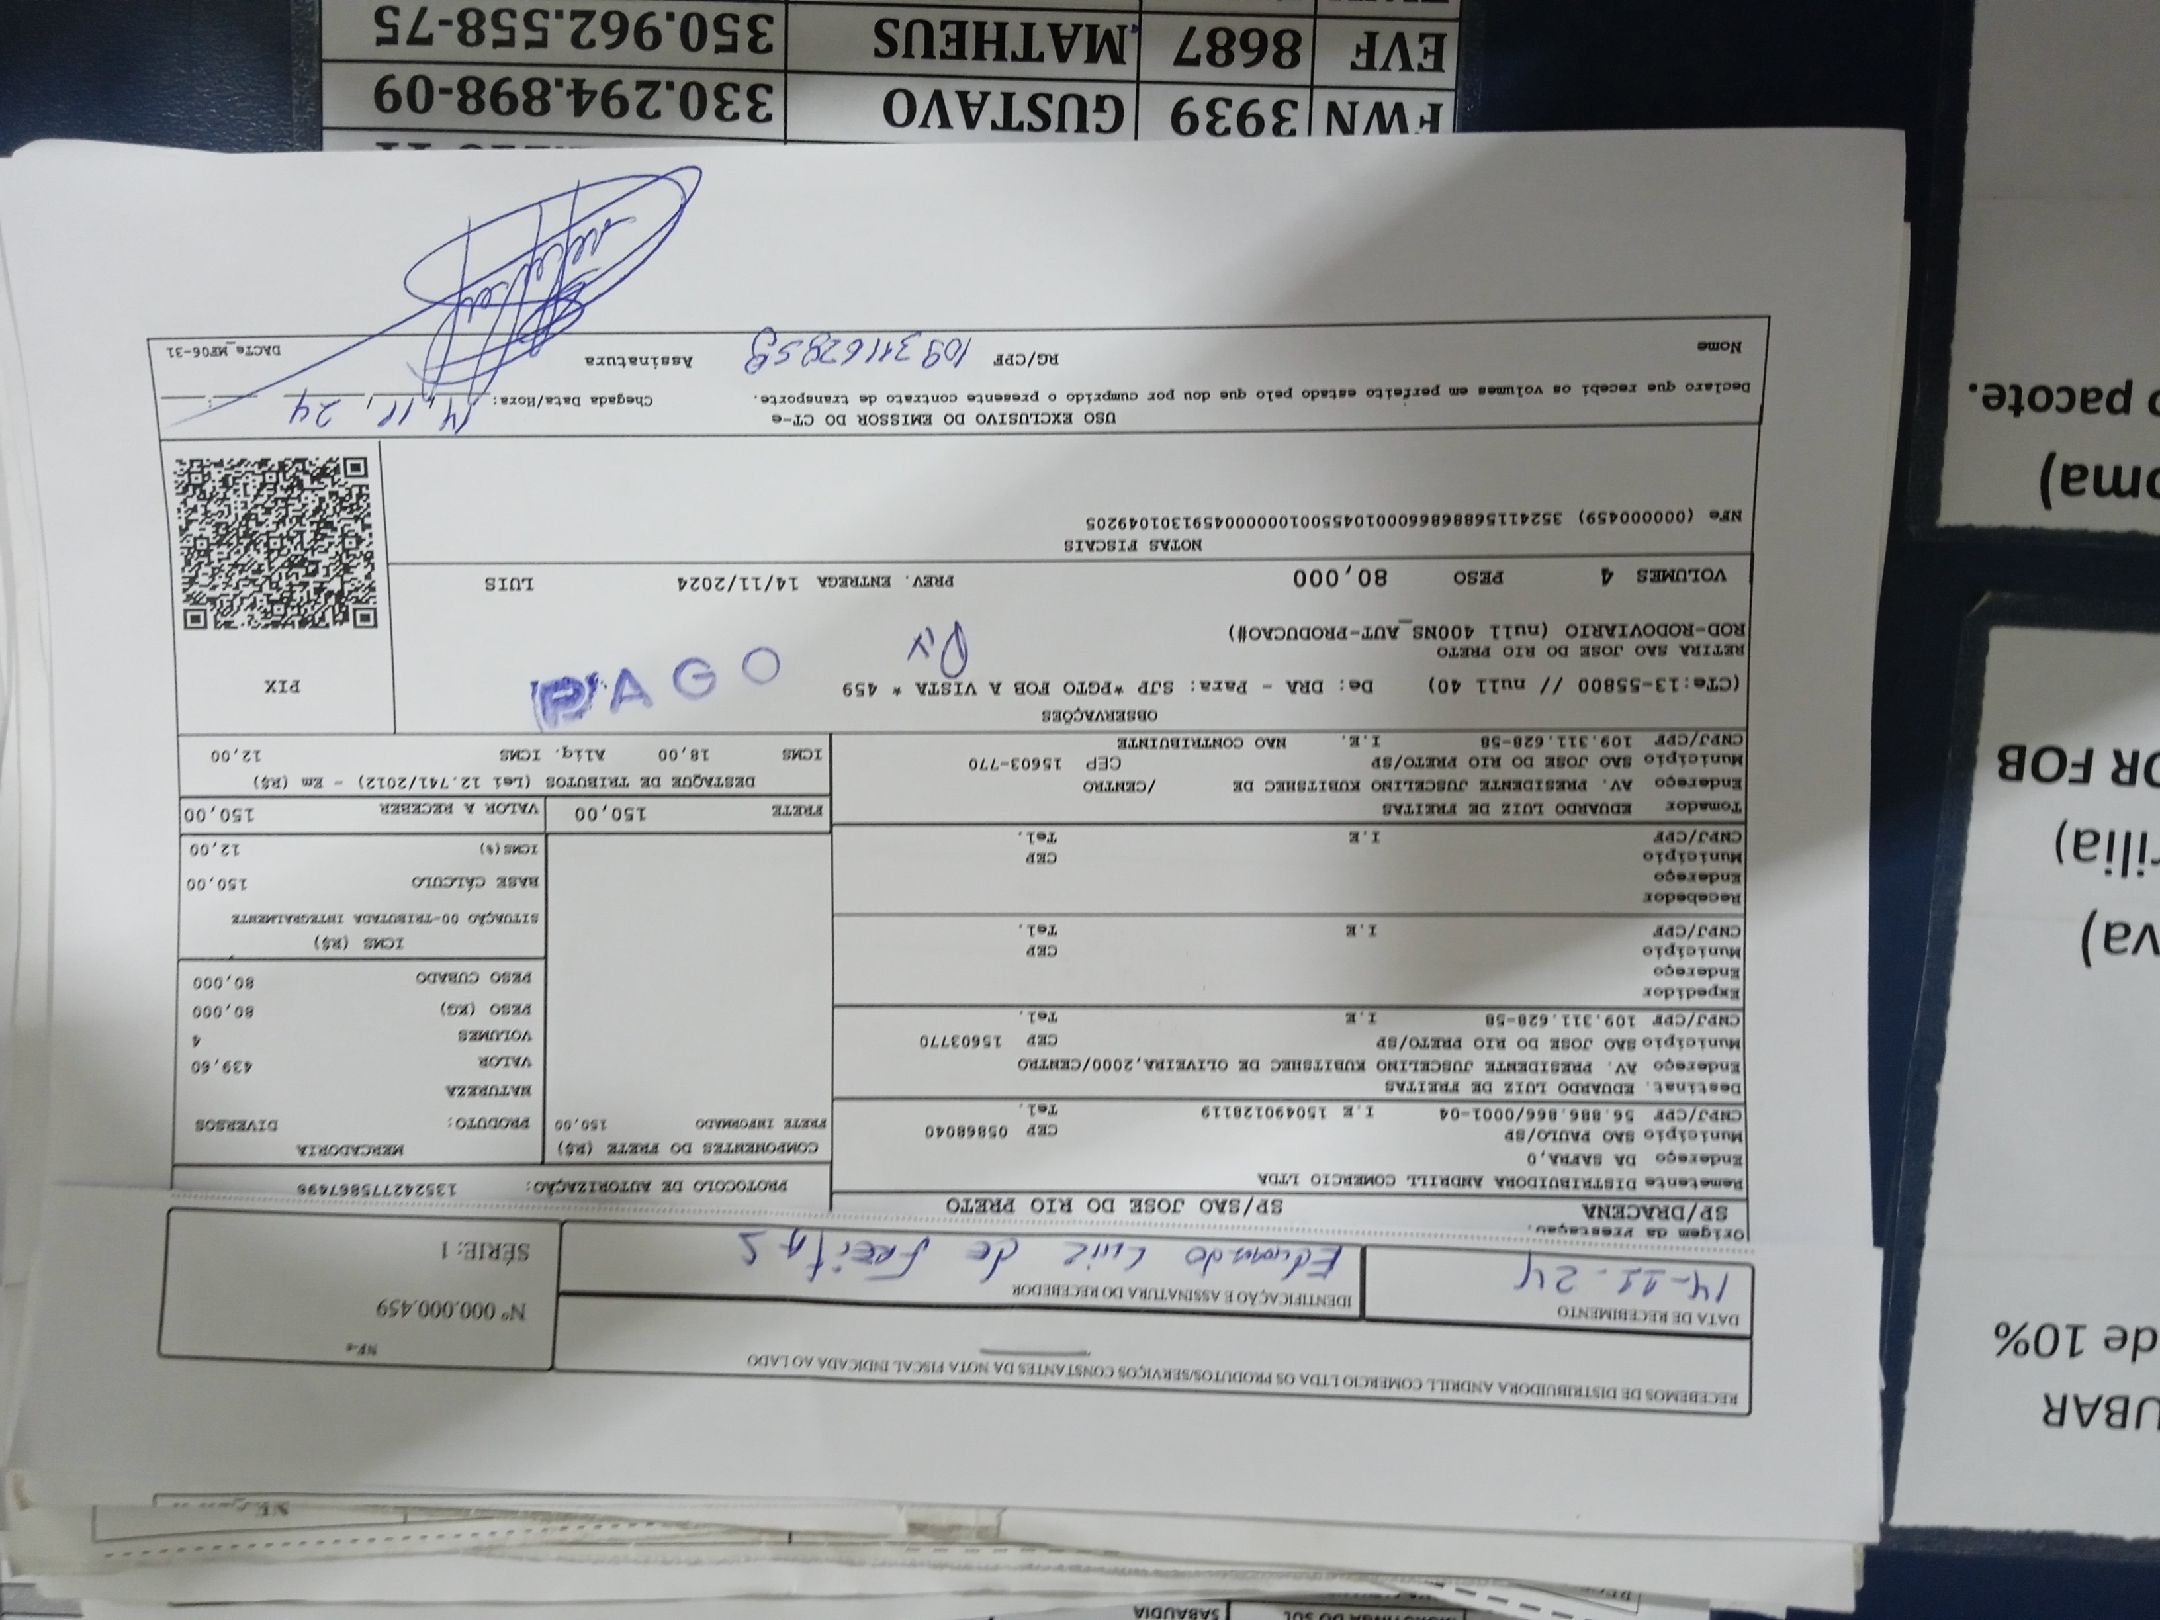 RECEBEMOS DE DISTRIBUIDORA ANDRILL COMERCIO LTDA OS PRODUTOS/SERVIÇOS CONSTANTES DA NOTA FISCAL INDICADA AO LADO
NF-e
Nº 000.000.459
SÉRIE: 1
DATA DE RECEBIMENTO
14-11-24
IDENTIFICAÇÃO E ASSINATURA DO RECEBEDOR
Eduardo Luiz de Freitas
Origem da Prestação.
SP/DRACENA SP/SAO JOSE DO RIO PRETO
Remetente DISTRIBUIDORA ANDRILL COMERCIO LTDA
Endereço DA SAFRA,0
Município SAO PAULO/SP CEP 05868040
CNPJ/CPF 56.886.866/0001-04 I.E 150490128119 Tel.
Destinat. EDUARDO LUIZ DE FREITAS
Endereço AV. PRESIDENTE JUSCELINO KUBITSHEC DE OLIVEIRA,2000/CENTRO
Município SAO JOSE DO RIO PRETO/SP CEP 15603770
CNPJ/CPF 109.311.628-58 I.E Tel.
Expedidor
Endereço
Município CEP
CNPJ/CPF I.E Tel.
Recebedor
Endereço
Município CEP
CNPJ/CPF I.E Tel.
Tomador EDUARDO LUIZ DE FREITAS
Endereço AV. PRESIDENTE JUSCELINO KUBITSHEC DE /CENTRO
Município SAO JOSE DO RIO PRETO/SP CEP 15603-770
CNPJ/CPF 109.311.628-58 I.E. NAO CONTRIBUINTE
PROTOCOLO DE AUTORIZAÇÃO: 135242775867496
COMPONENTES DO FRETE (R$)
FRETE INFORMADO 150,00
MERCADORIA
PRODUTO: DIVERSOS
NATUREZA
VALOR 439,60
VOLUMES 4
PESO (KG) 80,000
PESO CUBADO 80,000
ICMS (R$)
SITUAÇÃO 00-TRIBUTADA INTEGRALMENTE
BASE CÁLCULO 150,00
ICMS(%) 12,00
FRETE 150,00 VALOR A RECEBER 150,00
DESTAQUE DE TRIBUTOS (Lei 12.741/2012) - Em (R$)
ICMS 18,00 Aliq. ICMS 12,00
OBSERVAÇÕES
(CTe:13-55800 // null 40) De: DRA - Para: SJP *PGTO FOB A VISTA * 459
RETIRA SAO JOSE DO RIO PRETO
ROD-RODOVIARIO (null 400NS_AUT-PRODUCAO#)
PAGO
Pix
PIX
VOLUMES 4 PESO 80,000 PREV. ENTREGA 14/11/2024 LUIS
NOTAS FISCAIS
NFe (000000459) 35241156886866000104550010000004591301049205
USO EXCLUSIVO DO EMISSOR DO CT-e
Declaro que recebi os volumes em perfeito estado pelo que dou por cumprido o presente contrato de transporte.
Chegada Data/Hora: 14, 11, 24
Nome RG/CPF 10931162858 Assinatura
DACTe_MF06-31
FWN 3939 GUSTAVO 330.294.898-09
EVF 8687 MATHEUS 350.962.558-75
UBAR
de 10%
va)
rilia)
OR FOB
oma)
o pacote.
SABAUDIA
DO SUL